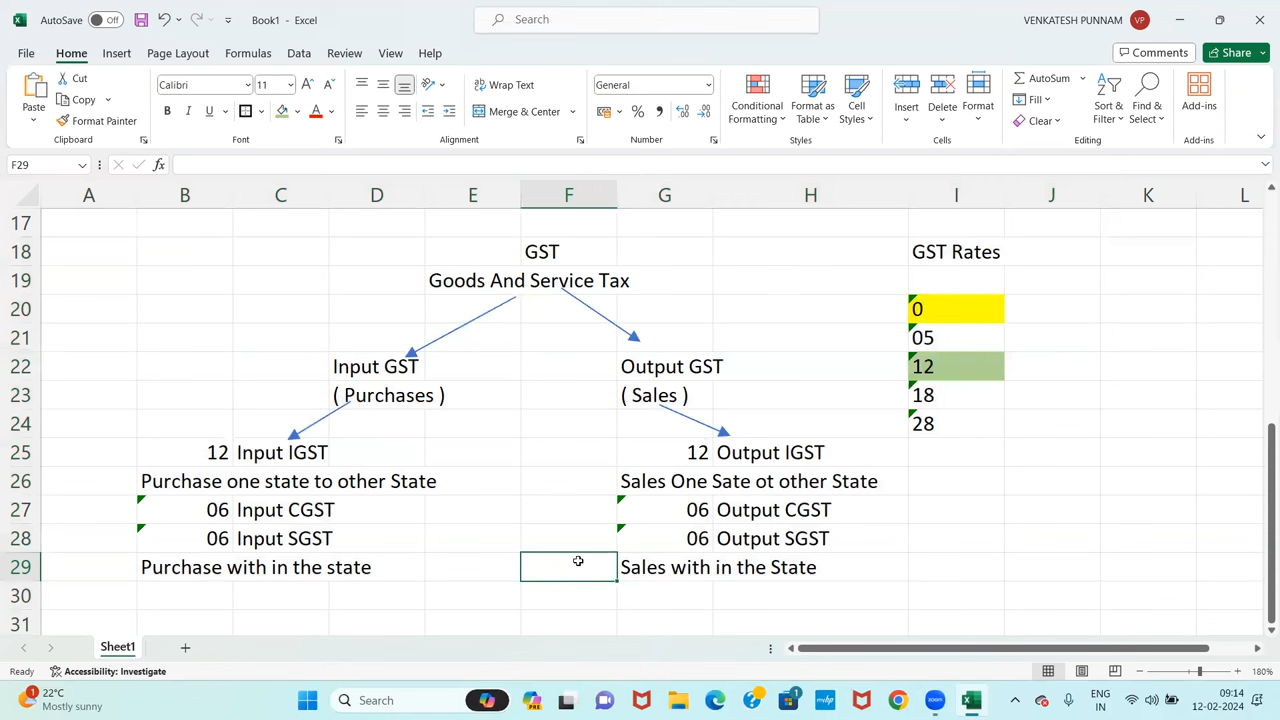 AutoSave Off Book1 - Excel Search VENKATESH PUNNAM VP
File Home Insert Page Layout Formulas Data Review View Help Comments Share
Paste Cut Copy Format Painter Clipboard
Calibri 11 B I U A Font
Wrap Text Merge & Center Alignment
General % , Number
Conditional Formatting Format as Table Cell Styles Styles
Insert Delete Format Cells
AutoSum Fill Clear Sort & Filter Find & Select Editing
Add-ins Add-ins
F29 fx
A B C D E F G H I J K L
17
18 GST GST Rates
19 Goods And Service Tax
20 0
21 05
22 Input GST Output GST 12
23 ( Purchases ) ( Sales ) 18
24 28
25 12 Input IGST 12 Output IGST
26 Purchase one state to other State Sales One Sate ot other State
27 06 Input CGST 06 Output CGST
28 06 Input SGST 06 Output SGST
29 Purchase with in the state Sales with in the State
30
31
Sheet1
Ready Accessibility: Investigate 180%
1 22°C Mostly sunny Search 1 ENG IN 09:14 12-02-2024